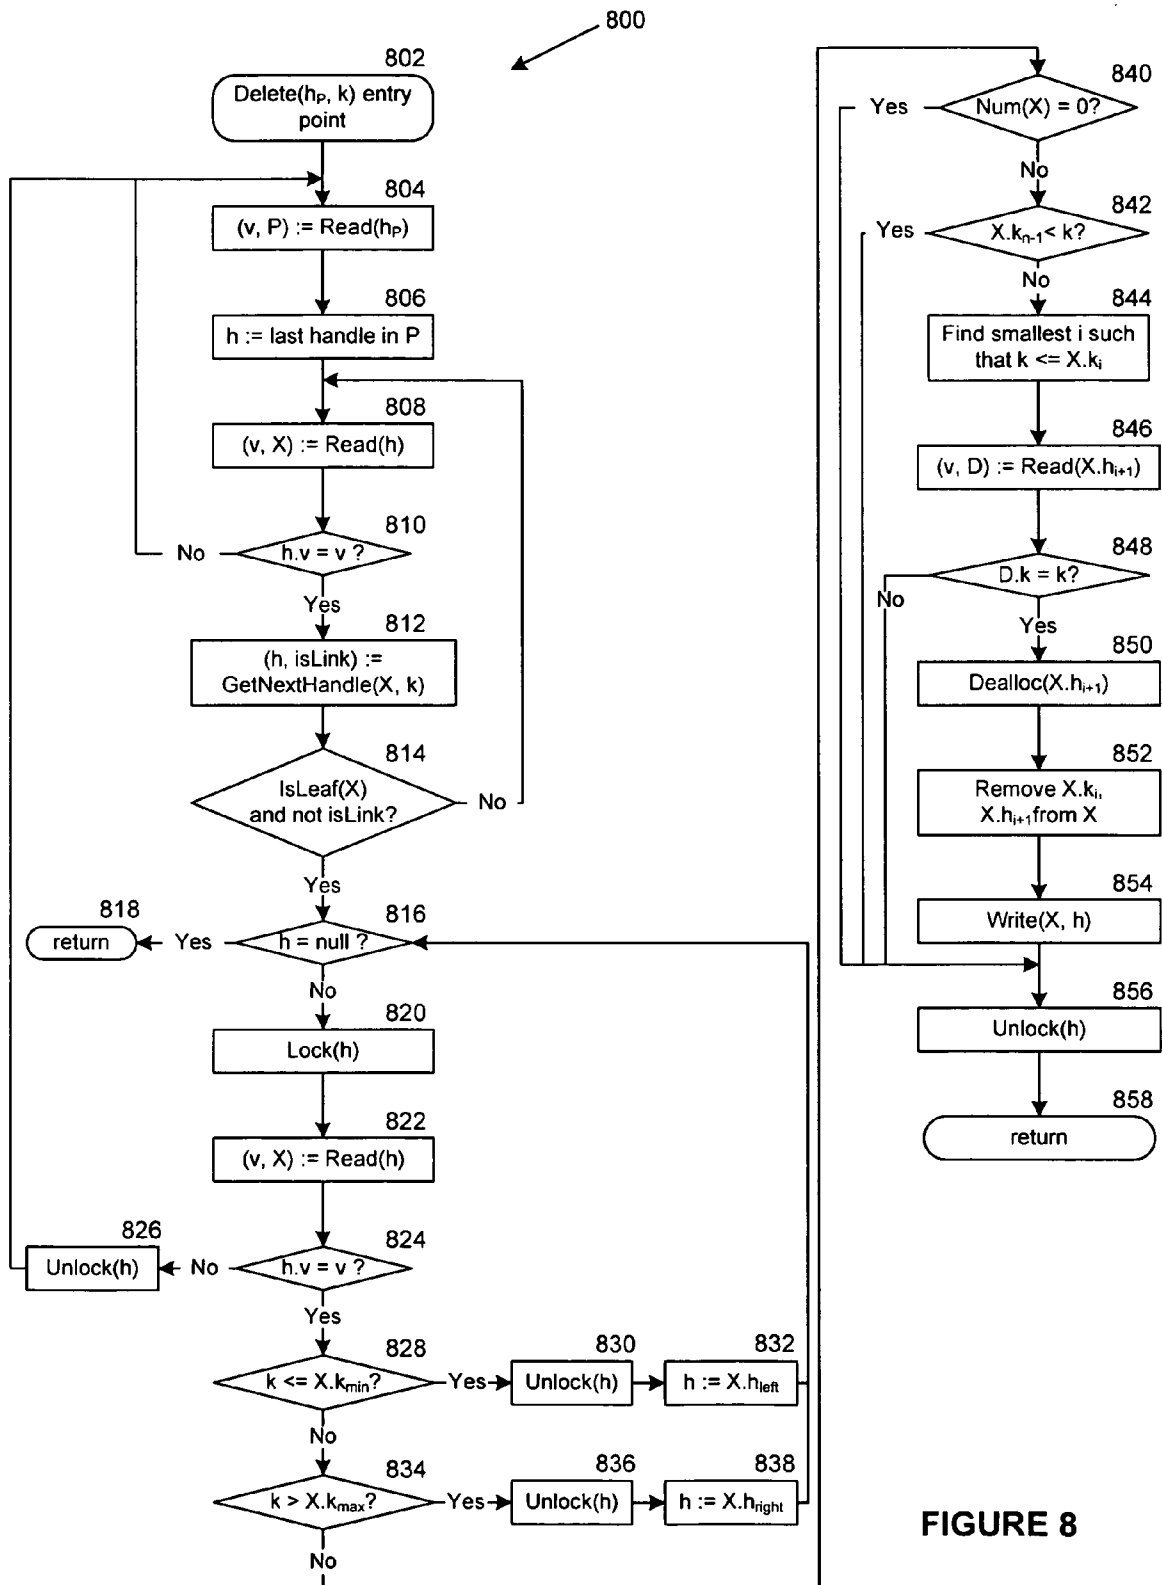 800
802
Delete(hP, k) entry
point
804
(v, P) := Read(hP)
806
h := last handle in P
808
(v, X) := Read(h)
810
h.v = v ?
No
Yes
812
(h, isLink) :=
GetNextHandle(X, k)
814
IsLeaf(X)
and not isLink?
No
Yes
818
return
Yes
816
h = null ?
No
820
Lock(h)
822
(v, X) := Read(h)
826
Unlock(h)
No
824
h.v = v ?
Yes
828
k <= X.kmin?
Yes
830
Unlock(h)
832
h := X.hleft
No
834
k > X.kmax?
Yes
836
Unlock(h)
838
h := X.hright
No
840
Num(X) = 0?
Yes
No
842
X.kn-1< k?
Yes
No
844
Find smallest i such
that k <= X.ki
846
(v, D) := Read(X.hi+1)
848
D.k = k?
No
Yes
850
Dealloc(X.hi+1)
852
Remove X.ki,
X.hi+1from X
854
Write(X, h)
856
Unlock(h)
858
return
FIGURE 8